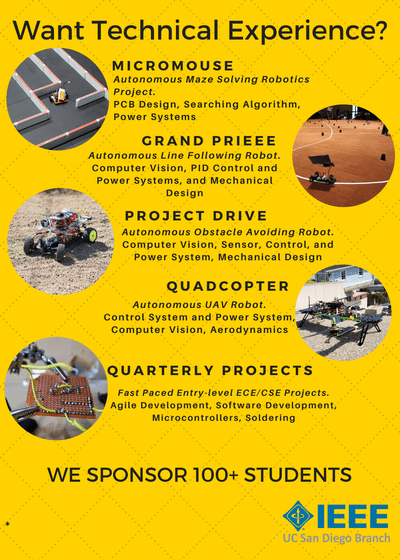 Want Technical Experience?
MICROMOUSE
Autonomous Maze Solving Robotics
Project.
PCB Design, Searching Algorithm,
Power Systems
GRAND PRIEEE
Autonomous Line Following Robot.
Computer Vision, PID Control and
Power Systems, and Mechanical
Design
PROJECT DRIVE
Autonomous Obstacle Avoiding Robot.
Computer Vision, Sensor, Control, and
Power System, Mechanical Design
QUADCOPTER
Autonomous UAV Robot.
Control System and Power System,
Computer Vision, Aerodynamics
QUARTERLY PROJECTS
Fast Paced Entry-level ECE/CSE Projects.
Agile Development, Software Development,
Microcontrollers, Soldering
WE SPONSOR 100+ STUDENTS
IEEE
UC San Diego Branch
*